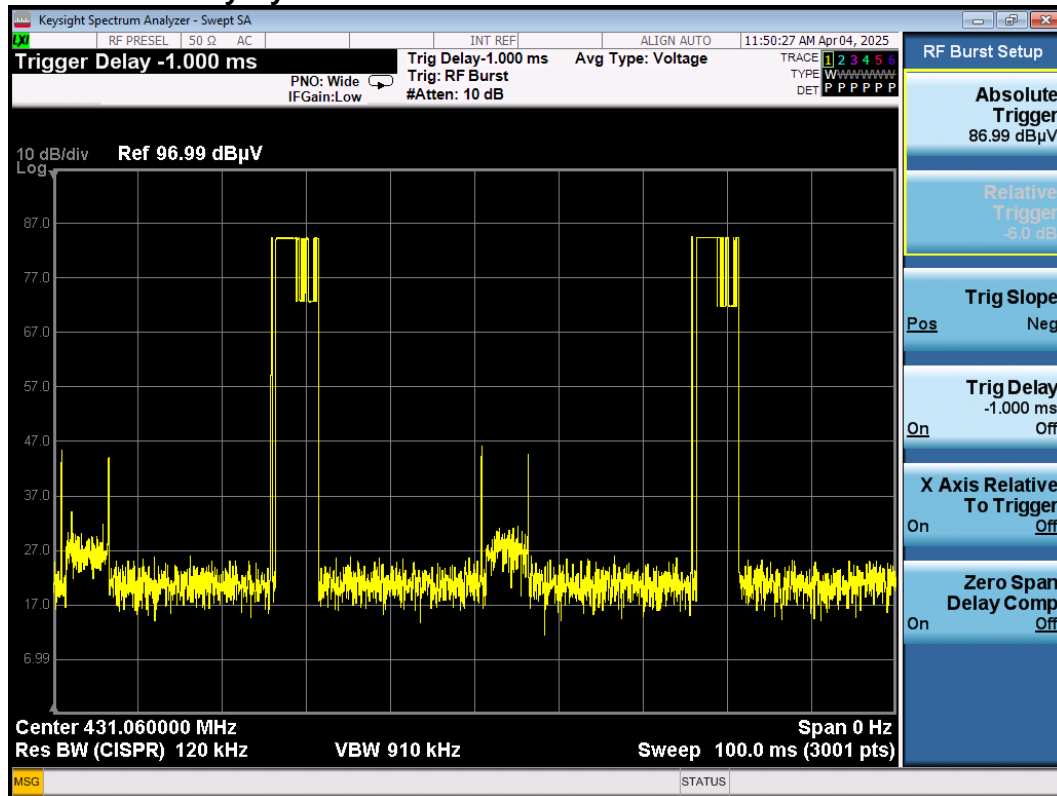 Keysight Spectrum Analyzer - Swept SA
LXI RF PRESEL 50 Ω AC INT REF ALIGN AUTO 11:50:27 AM Apr 04, 2025
Trigger Delay -1.000 ms
PNO: Wide
IFGain:Low
Trig Delay-1.000 ms
Trig: RF Burst
#Atten: 10 dB
Avg Type: Voltage
TRACE 1 2 3 4 5 6
TYPE WWWWWW
DET P P P P P P
10 dB/div Ref 96.99 dBµV
Log
87.0
77.0
67.0
57.0
47.0
37.0
27.0
17.0
6.99
Center 431.060000 MHz Span 0 Hz
Res BW (CISPR) 120 kHz VBW 910 kHz Sweep 100.0 ms (3001 pts)
MSG STATUS
RF Burst Setup
Absolute
Trigger
86.99 dBµV
Relative
Trigger
-6.0 dB
Trig Slope
Pos Neg
Trig Delay
-1.000 ms
On Off
X Axis Relative
To Trigger
On Off
Zero Span
Delay Comp
On Off